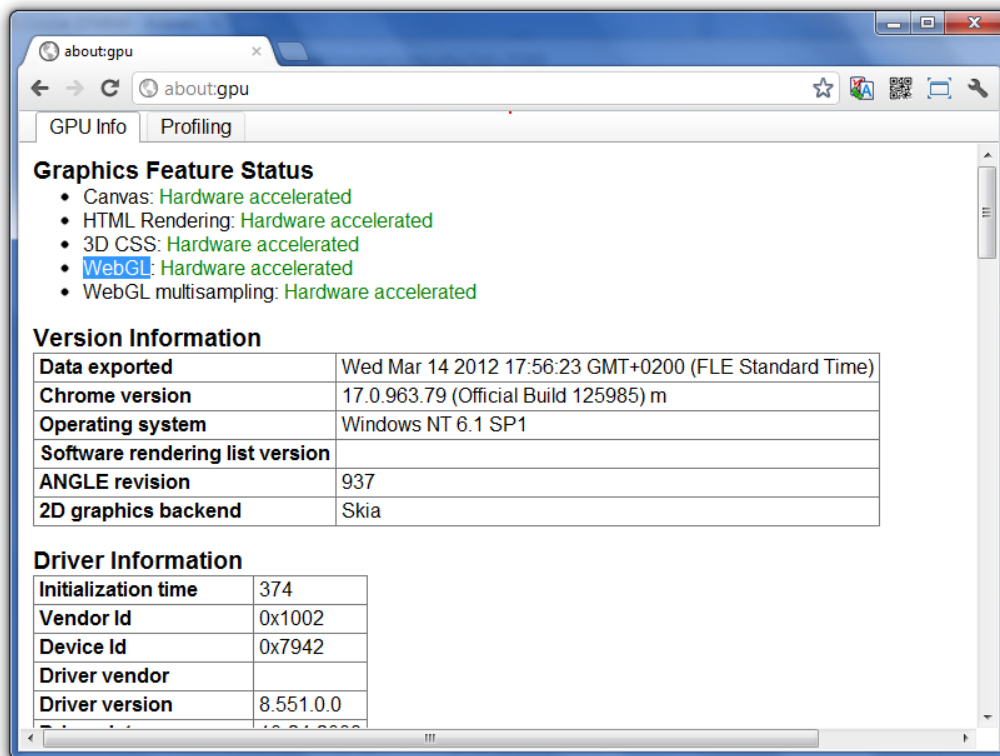 about:gpu
about:gpu
GPU Info Profiling
Graphics Feature Status
• Canvas: Hardware accelerated
• HTML Rendering: Hardware accelerated
• 3D CSS: Hardware accelerated
• WebGL: Hardware accelerated
• WebGL multisampling: Hardware accelerated
Version Information
Data exported Wed Mar 14 2012 17:56:23 GMT+0200 (FLE Standard Time)
Chrome version 17.0.963.79 (Official Build 125985) m
Operating system Windows NT 6.1 SP1
Software rendering list version
ANGLE revision 937
2D graphics backend Skia
Driver Information
Initialization time 374
Vendor Id 0x1002
Device Id 0x7942
Driver vendor
Driver version 8.551.0.0